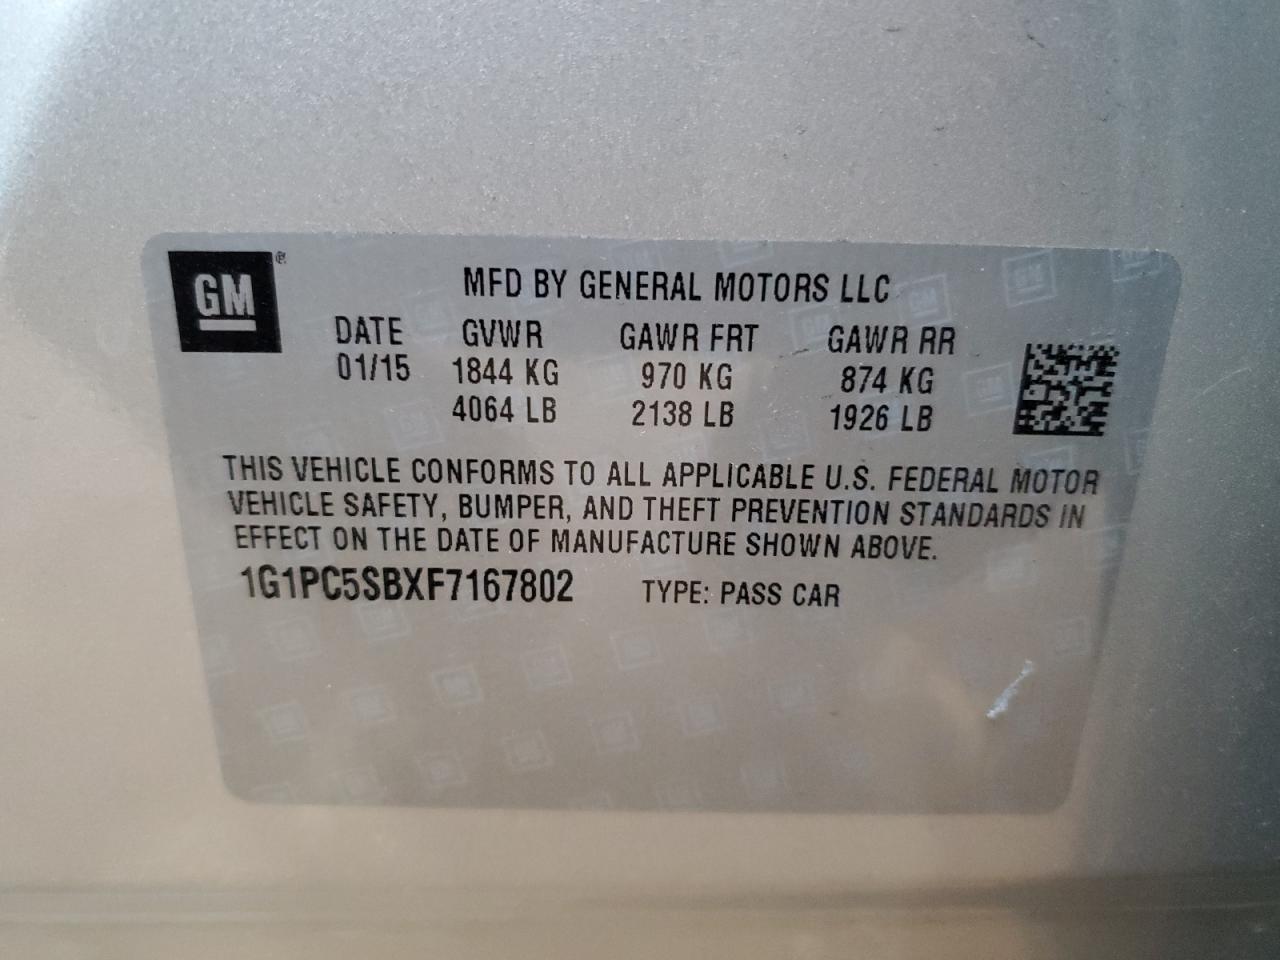 GM®
MFD BY GENERAL MOTORS LLC
DATE GVWR GAWR FRT GAWR RR
01/15 1844 KG 970 KG 874 KG
4064 LB 2138 LB 1926 LB
THIS VEHICLE CONFORMS TO ALL APPLICABLE U.S. FEDERAL MOTOR
VEHICLE SAFETY, BUMPER, AND THEFT PREVENTION STANDARDS IN
EFFECT ON THE DATE OF MANUFACTURE SHOWN ABOVE.
1G1PC5SBXF7167802 TYPE: PASS CAR